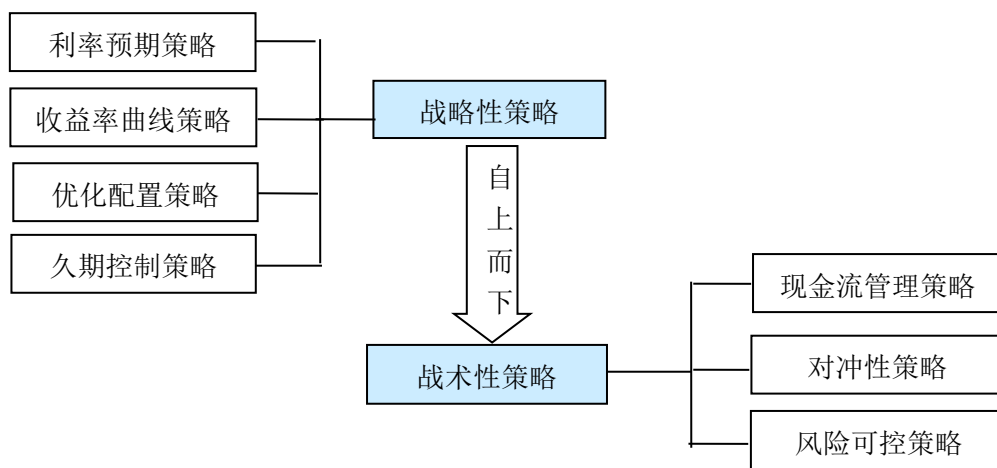 利率预期策略
收益率曲线策略
优化配置策略
久期控制策略
战略性策略
自上而下
战术性策略
现金流管理策略
对冲性策略
风险可控策略